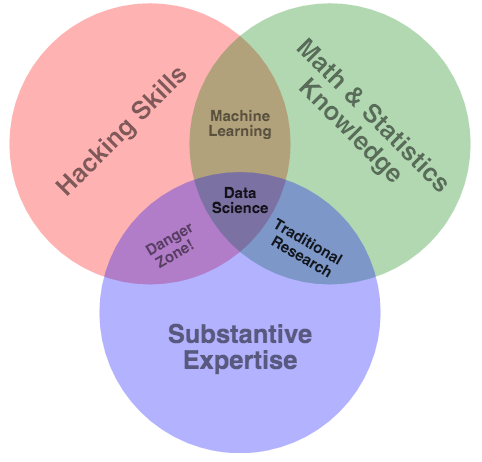 Hacking Skills
Math & Statistics
Knowledge
Machine
Learning
Data
Science
Danger
Zone!
Traditional
Research
Substantive
Expertise